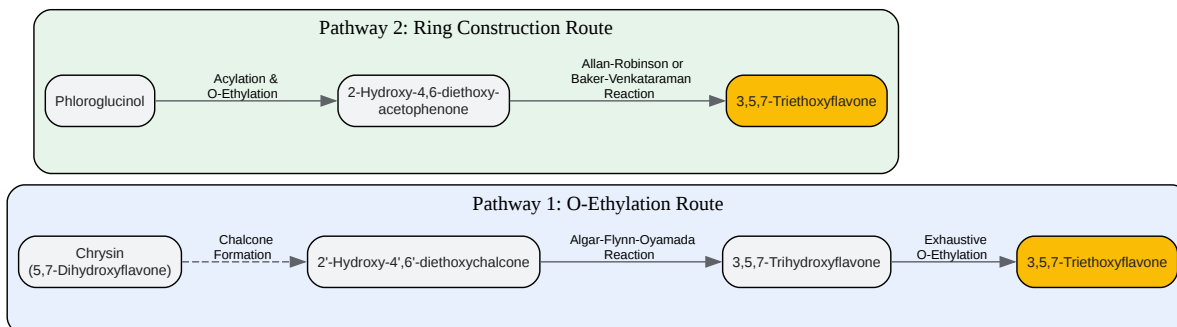 Pathway 2: Ring Construction Route
Phloroglucinol
Acylation &
O-Ethylation
2-Hydroxy-4,6-diethoxy-
acetophenone
Allan-Robinson or
Baker-Venkataraman
Reaction
3,5,7-Triethoxyflavone
Pathway 1: O-Ethylation Route
Chrysin
(5,7-Dihydroxyflavone)
Chalcone
Formation
2'-Hydroxy-4',6'-diethoxychalcone
Algar-Flynn-Oyamada
Reaction
3,5,7-Trihydroxyflavone
Exhaustive
O-Ethylation
3,5,7-Triethoxyflavone